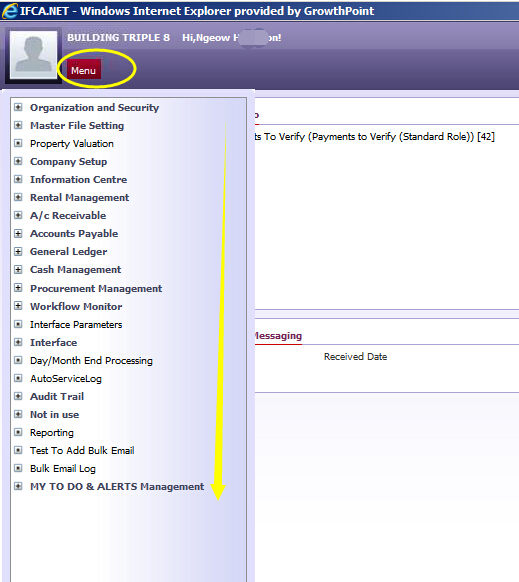 IFCA.NET - Windows Internet Explorer provided by GrowthPoint
BUILDING TRIPLE 8 Hi,Ngeow H on!
Menu
Organization and Security
Master File Setting
Property Valuation
Company Setup
Information Centre
Rental Management
A/c Receivable
Accounts Payable
General Ledger
Cash Management
Procurement Management
Workflow Monitor
Interface Parameters
Interface
Day/Month End Processing
AutoServiceLog
Audit Trail
Not in use
Reporting
Test To Add Bulk Email
Bulk Email Log
MY TO DO & ALERTS Management
o
ts To Verify (Payments to Verify (Standard Role)) [42]
Messaging
Received Date